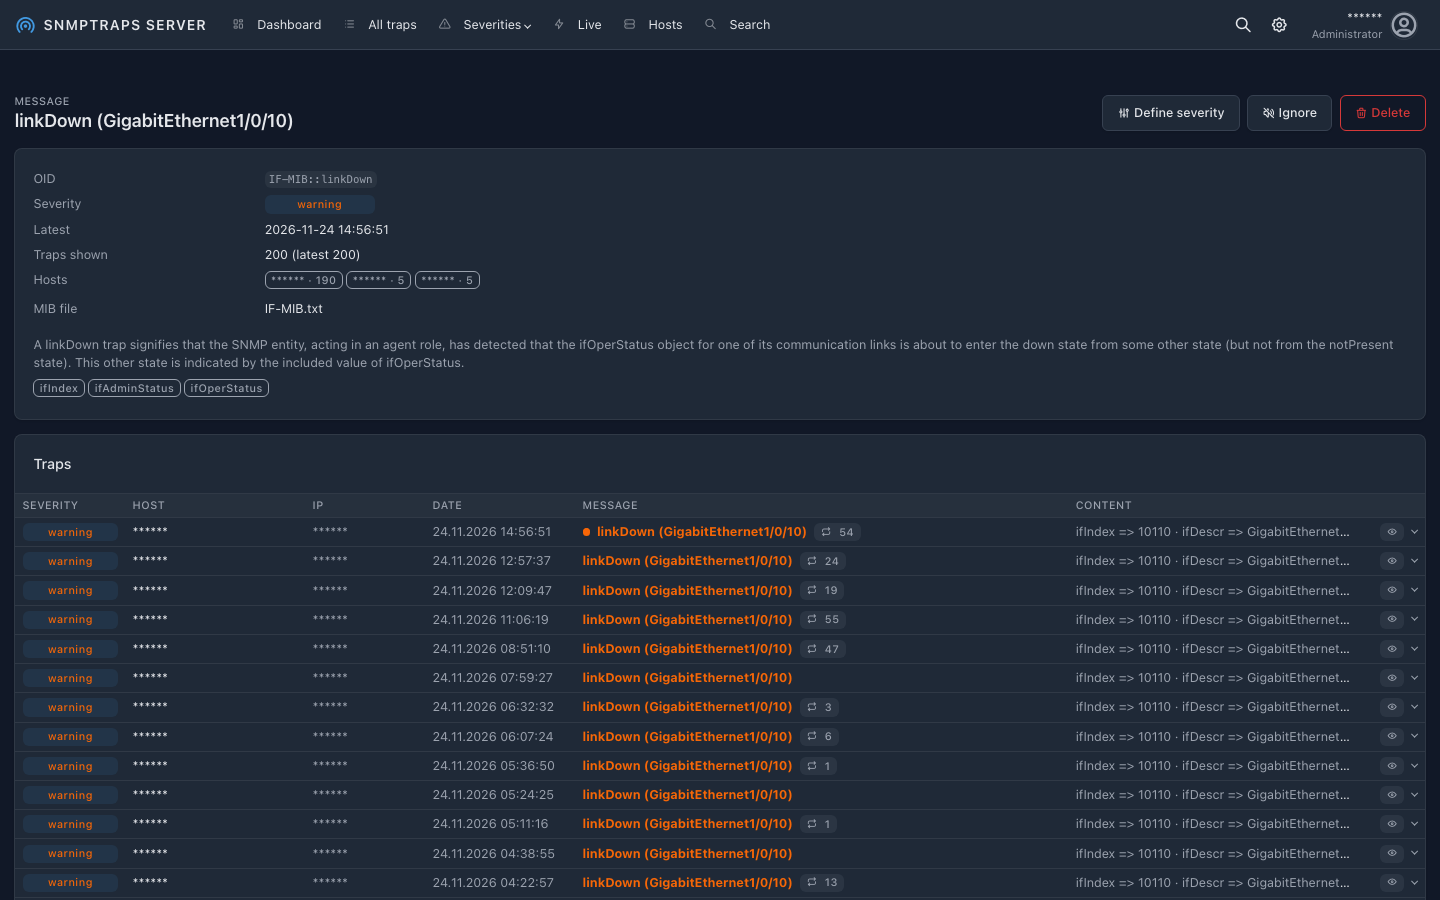 SNMPTRAPS SERVER Dashboard All traps Severities Live Hosts Search ****** Administrator
MESSAGE
linkDown (GigabitEthernet1/0/10)
Define severity Ignore Delete
OID IF-MIB::linkDown
Severity warning
Latest 2026-11-24 14:56:51
Traps shown 200 (latest 200)
Hosts ****** · 190 ****** · 5 ****** · 5
MIB file IF-MIB.txt
A linkDown trap signifies that the SNMP entity, acting in an agent role, has detected that the ifOperStatus object for one of its communication links is about to enter the down state from some other state (but not from the notPresent
state). This other state is indicated by the included value of ifOperStatus.
ifIndex ifAdminStatus ifOperStatus
Traps
SEVERITY HOST IP DATE MESSAGE CONTENT
warning ****** ****** 24.11.2026 14:56:51 linkDown (GigabitEthernet1/0/10) 54 ifIndex => 10110 · ifDescr => GigabitEthernet...
warning ****** ****** 24.11.2026 12:57:37 linkDown (GigabitEthernet1/0/10) 24 ifIndex => 10110 · ifDescr => GigabitEthernet...
warning ****** ****** 24.11.2026 12:09:47 linkDown (GigabitEthernet1/0/10) 19 ifIndex => 10110 · ifDescr => GigabitEthernet...
warning ****** ****** 24.11.2026 11:06:19 linkDown (GigabitEthernet1/0/10) 55 ifIndex => 10110 · ifDescr => GigabitEthernet...
warning ****** ****** 24.11.2026 08:51:10 linkDown (GigabitEthernet1/0/10) 47 ifIndex => 10110 · ifDescr => GigabitEthernet...
warning ****** ****** 24.11.2026 07:59:27 linkDown (GigabitEthernet1/0/10) ifIndex => 10110 · ifDescr => GigabitEthernet...
warning ****** ****** 24.11.2026 06:32:32 linkDown (GigabitEthernet1/0/10) 3 ifIndex => 10110 · ifDescr => GigabitEthernet...
warning ****** ****** 24.11.2026 06:07:24 linkDown (GigabitEthernet1/0/10) 6 ifIndex => 10110 · ifDescr => GigabitEthernet...
warning ****** ****** 24.11.2026 05:36:50 linkDown (GigabitEthernet1/0/10) 1 ifIndex => 10110 · ifDescr => GigabitEthernet...
warning ****** ****** 24.11.2026 05:24:25 linkDown (GigabitEthernet1/0/10) ifIndex => 10110 · ifDescr => GigabitEthernet...
warning ****** ****** 24.11.2026 05:11:16 linkDown (GigabitEthernet1/0/10) 1 ifIndex => 10110 · ifDescr => GigabitEthernet...
warning ****** ****** 24.11.2026 04:38:55 linkDown (GigabitEthernet1/0/10) ifIndex => 10110 · ifDescr => GigabitEthernet...
warning ****** ****** 24.11.2026 04:22:57 linkDown (GigabitEthernet1/0/10) 13 ifIndex => 10110 · ifDescr => GigabitEthernet...